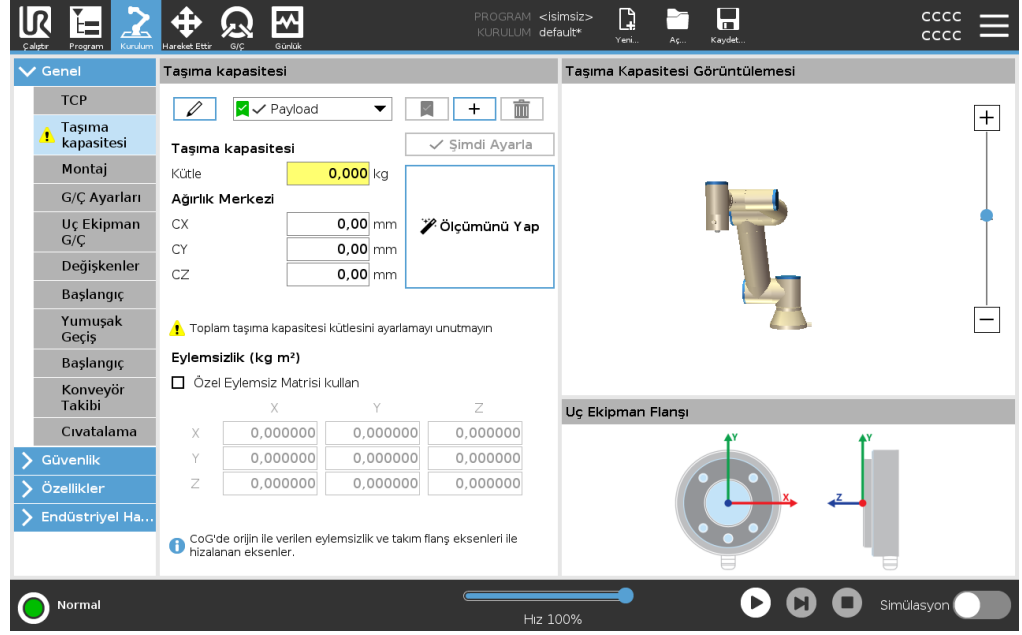 PROGRAM <isimsiz>
KURULUM default*
CCCC
CCCC
Çalıştır
Program
Kurulum
Hareket Ettir
G/Ç
Günlük
Yeni...
Aç...
Kaydet...
Genel
TCP
Taşıma
kapasitesi
Montaj
G/Ç Ayarları
Uç Ekipman
G/Ç
Değişkenler
Başlangıç
Yumuşak
Geçiş
Başlangıç
Konveyör
Takibi
Cıvatalama
Güvenlik
Özellikler
Endüstriyel Ha...
Taşıma kapasitesi
Payload
Taşıma kapasitesi
Şimdi Ayarla
Kütle 0,000 kg
Ağırlık Merkezi
CX 0,00 mm
CY 0,00 mm
CZ 0,00 mm
Ölçümünü Yap
Toplam taşıma kapasitesi kütlesini ayarlamayı unutmayın
Eylemsizlik (kg m²)
Özel Eylemsiz Matrisi kullan
X Y Z
X 0,000000 0,000000 0,000000
Y 0,000000 0,000000 0,000000
Z 0,000000 0,000000 0,000000
CoG'de orijin ile verilen eylemsizlik ve takım flanş eksenleri ile
hizalanan eksenler.
Taşıma Kapasitesi Görüntülemesi
Uç Ekipman Flanşı
Y
X
Y
Z
Normal
Hız 100%
Simülasyon